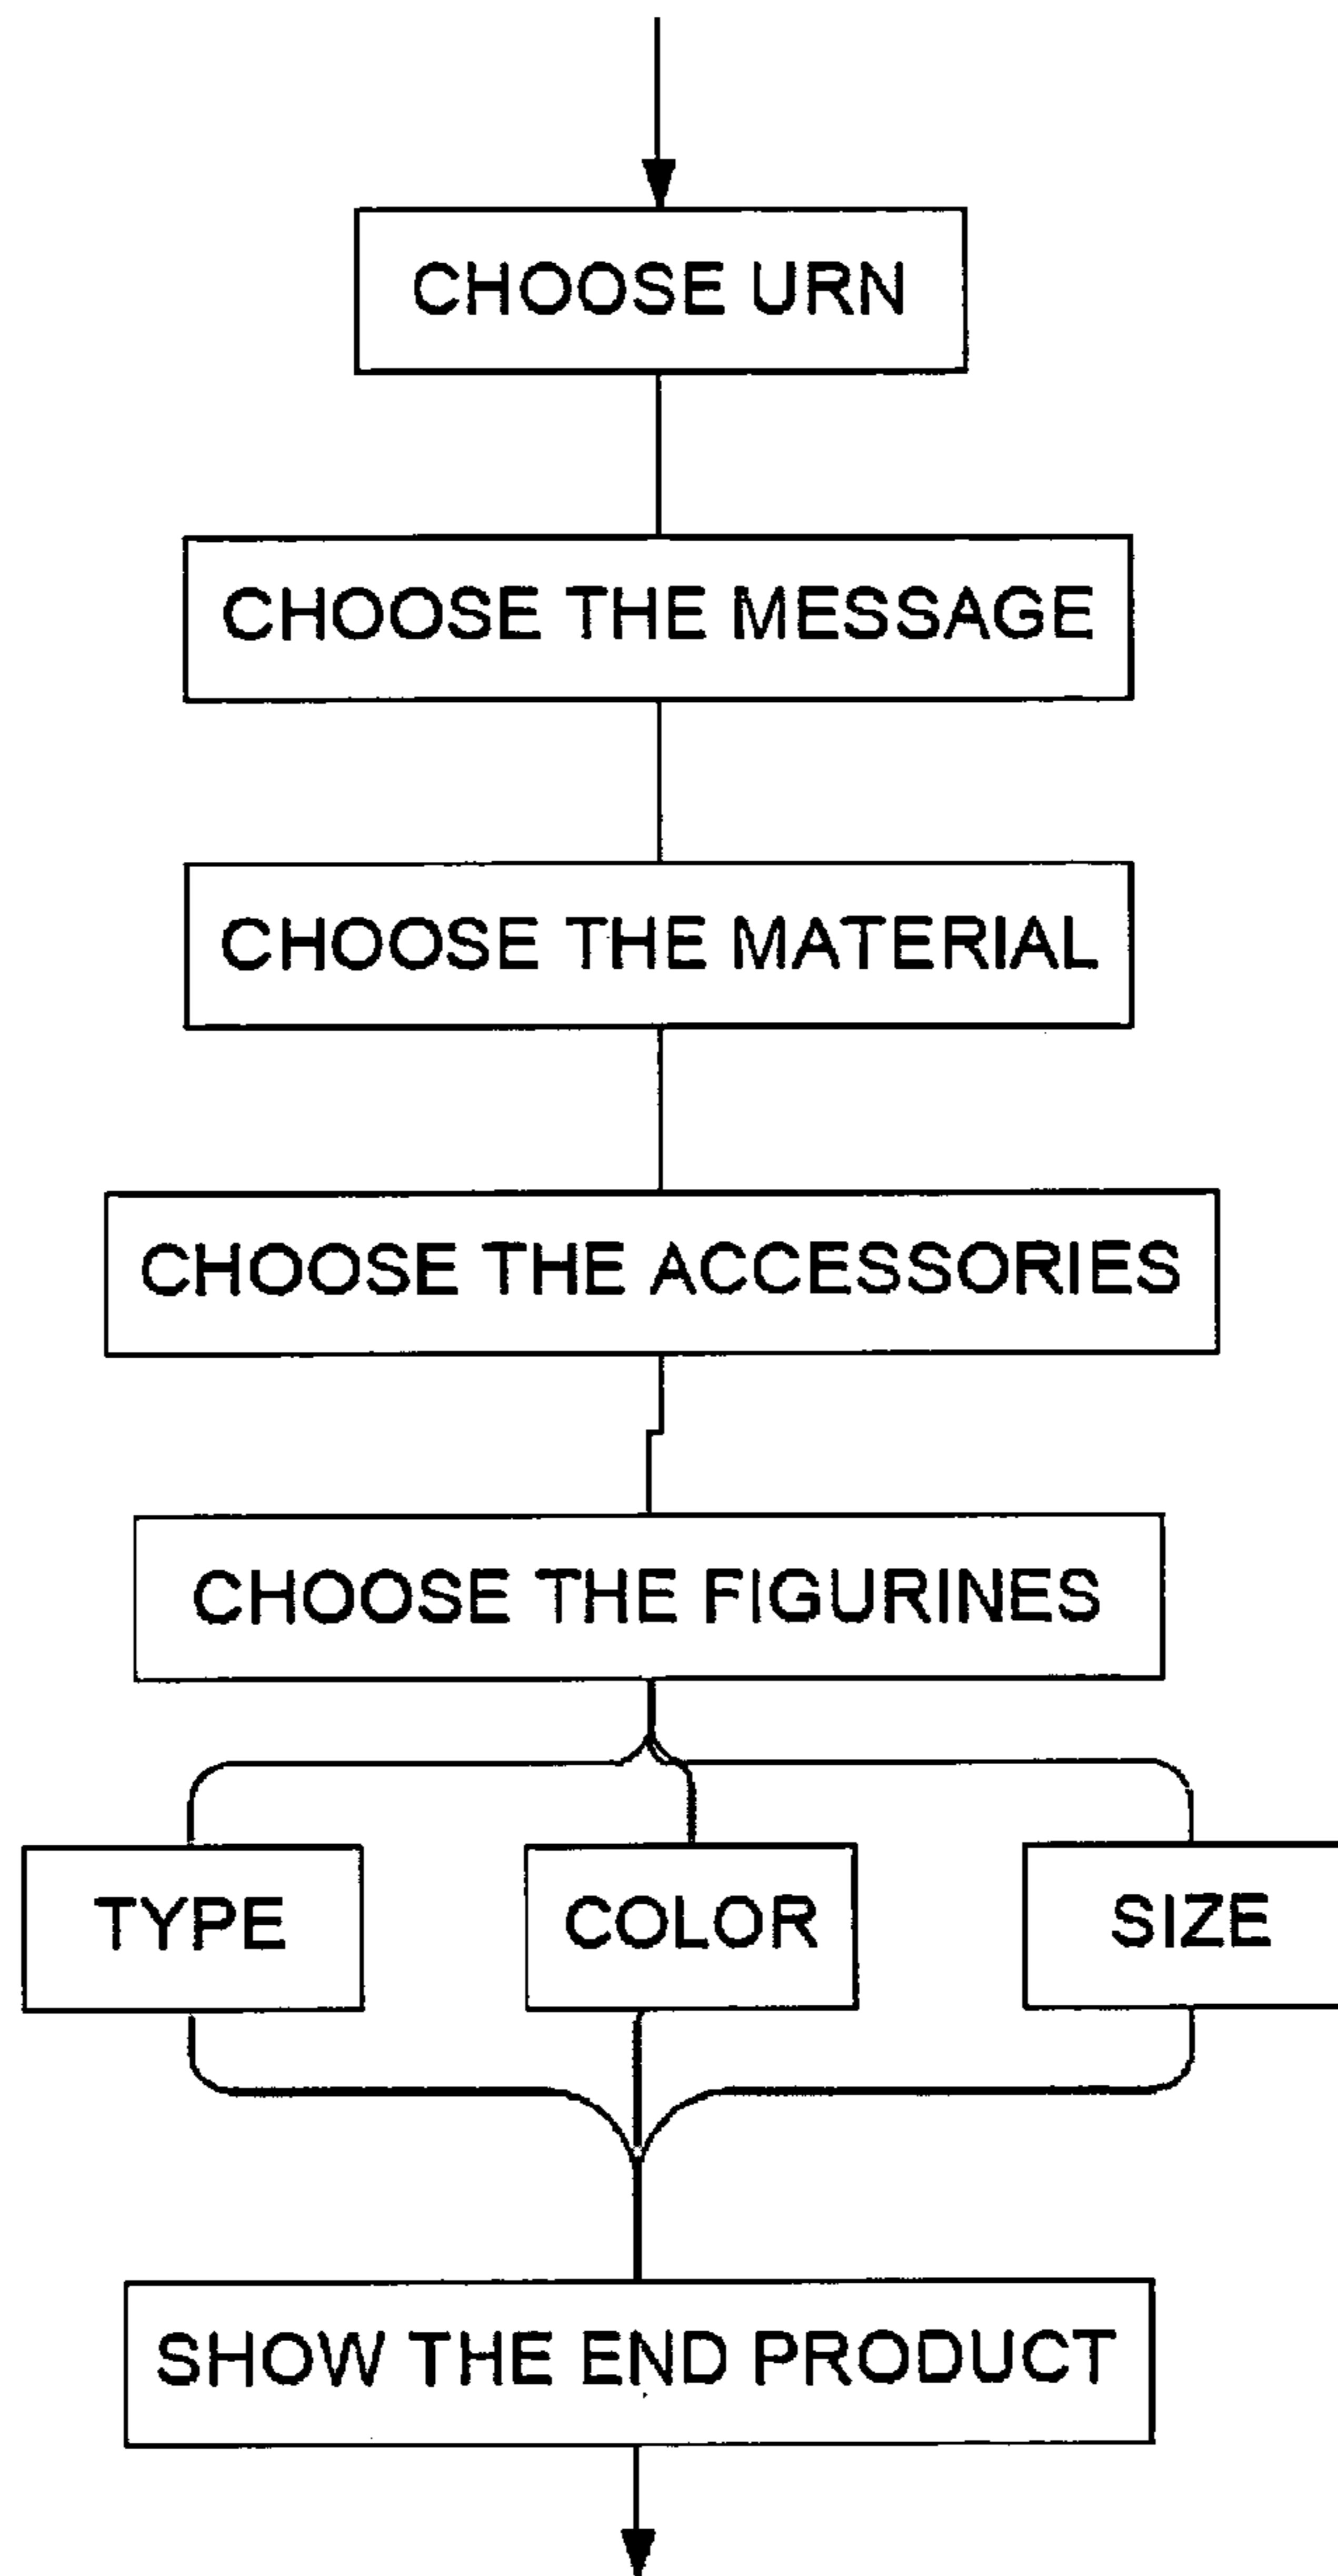 CHOOSE URN
CHOOSE THE MESSAGE
CHOOSE THE MATERIAL
CHOOSE THE ACCESSORIES
CHOOSE THE FIGURINES
TYPE
COLOR
SIZE
SHOW THE END PRODUCT